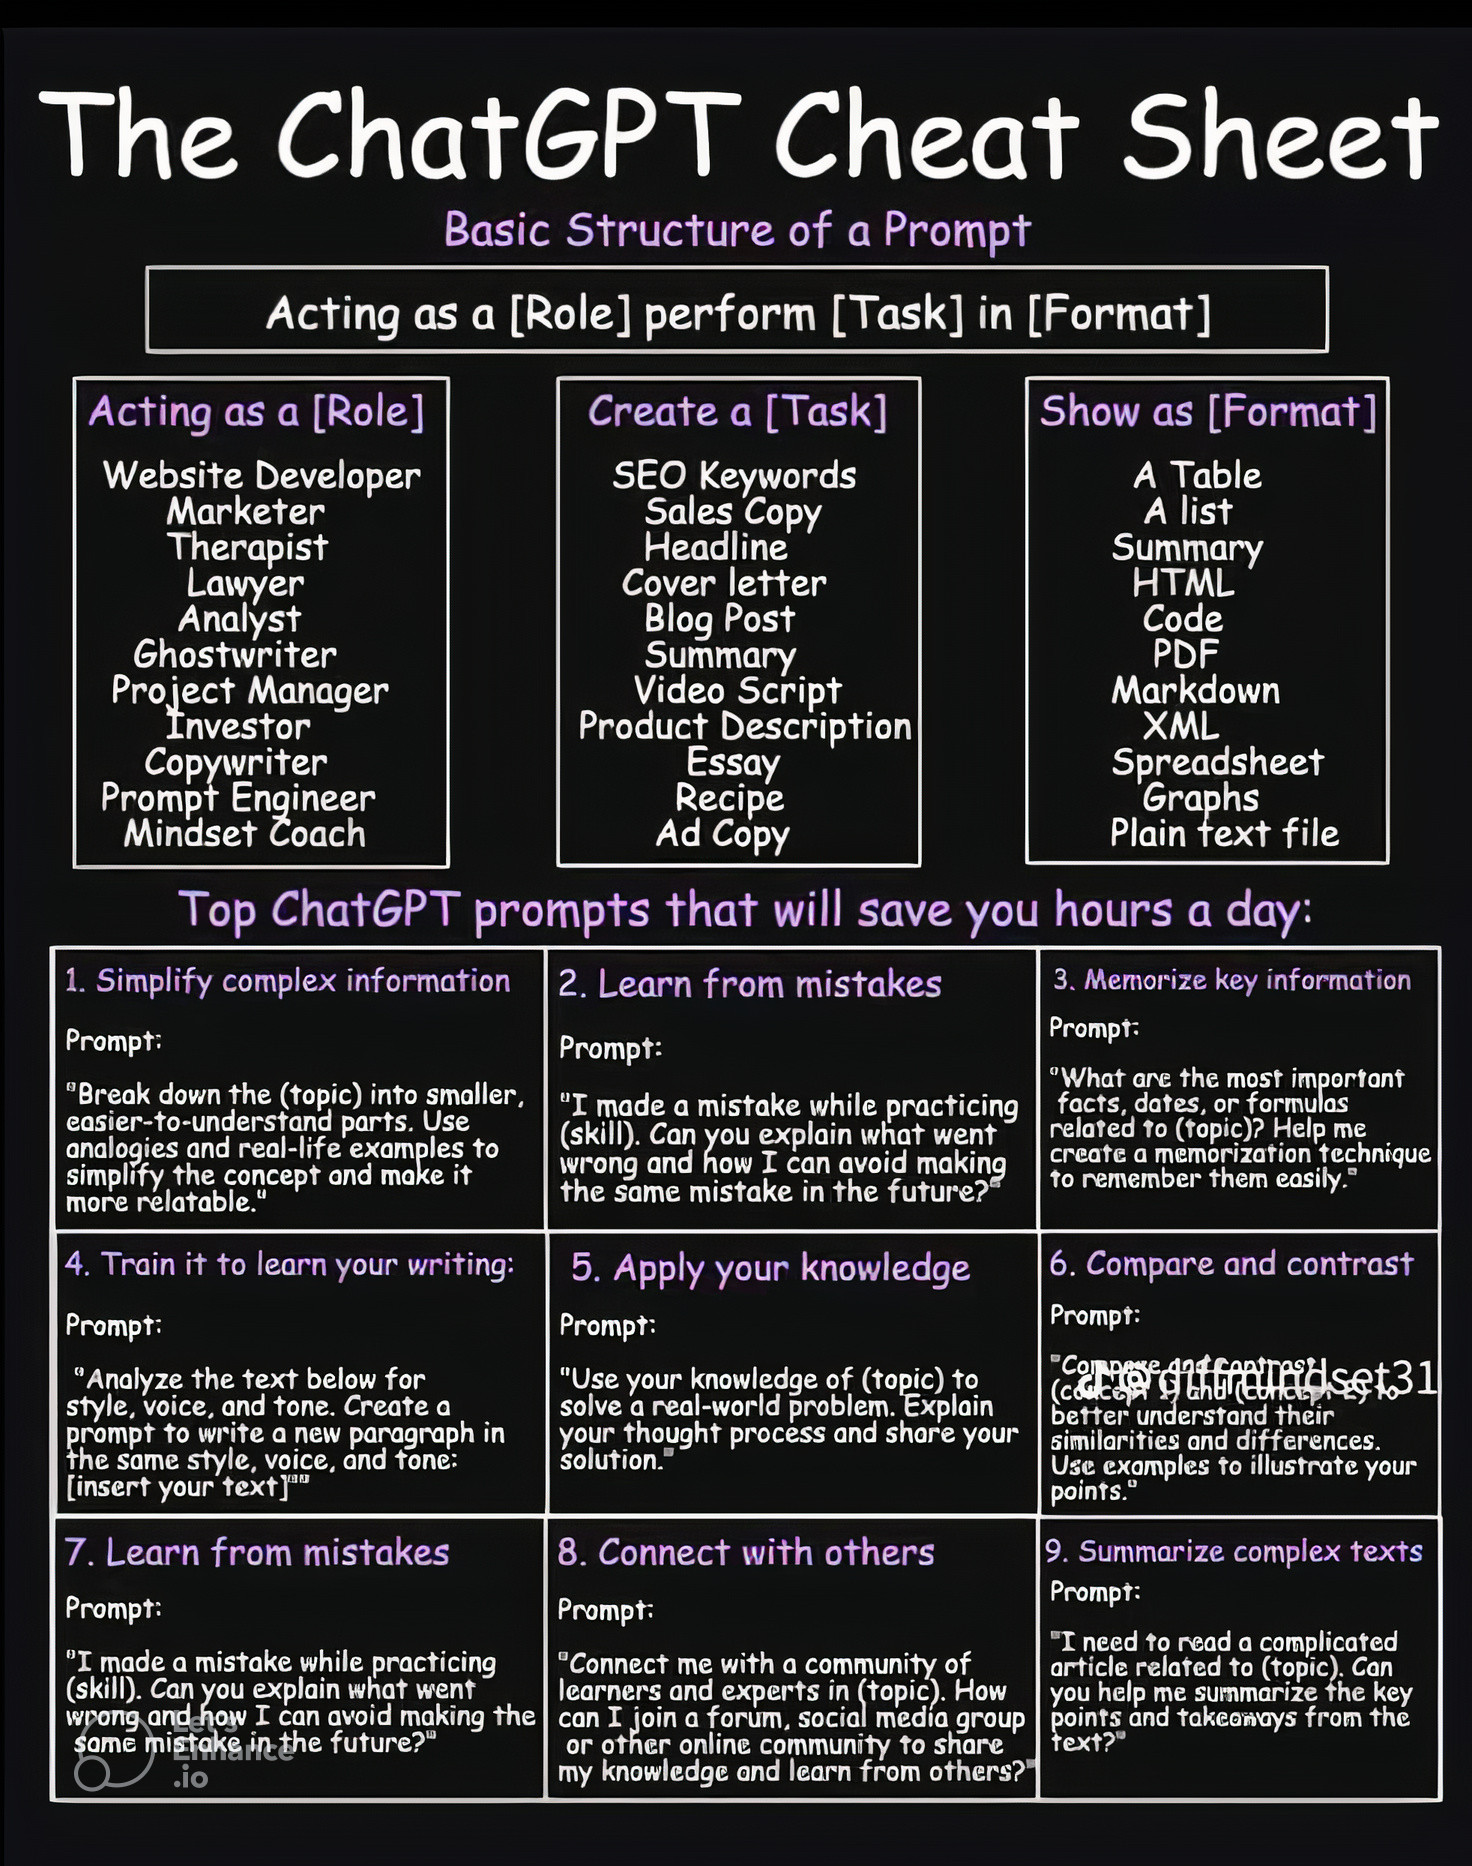 The ChatGPT Cheat Sheet
Basic Structure of a Prompt
Acting as a [Role] perform [Task] in [Format]
Acting as a [Role]
Website Developer
Marketer
Therapist
Lawyer
Analyst
Ghostwriter
Project Manager
Investor
Copywriter
Prompt Engineer
Mindset Coach
Create a [Task]
SEO Keywords
Sales Copy
Headline
Cover letter
Blog Post
Summary
Video Script
Product Description
Essay
Recipe
Ad Copy
Show as [Format]
A Table
A list
Summary
HTML
Code
PDF
Markdown
XML
Spreadsheet
Graphs
Plain text file
Top ChatGPT prompts that will save you hours a day:
1. Simplify complex information
Prompt:
"Break down the (topic) into smaller,
easier-to-understand parts. Use
analogies and real-life examples to
simplify the concept and make it
more relatable."
2. Learn from mistakes
Prompt:
"I made a mistake while practicing
(skill). Can you explain what went
wrong and how I can avoid making
the same mistake in the future?"
3. Memorize key information
Prompt:
"What are the most important
facts, dates, or formulas
related to (topic)? Help me
create a memorization technique
to remember them easily."
4. Train it to learn your writing:
Prompt:
"Analyze the text below for
style, voice, and tone. Create a
prompt to write a new paragraph in
the same style, voice, and tone:
[insert your text]""
5. Apply your knowledge
Prompt:
"Use your knowledge of (topic) to
solve a real-world problem. Explain
your thought process and share your
solution."
6. Compare and contrast
Prompt:
"Compare and contrast
(concept 1) and (concept 2) to
better understand their
similarities and differences.
Use examples to illustrate your
points."
7. Learn from mistakes
Prompt:
"I made a mistake while practicing
(skill). Can you explain what went
wrong and how I can avoid making the
same mistake in the future?"
Let's
Enhance
.io
8. Connect with others
Prompt:
"Connect me with a community of
learners and experts in (topic). How
can I join a forum, social media group
or other online community to share
my knowledge and learn from others?"
9. Summarize complex texts
Prompt:
"I need to read a complicated
article related to (topic). Can
you help me summarize the key
points and takeaways from the
text?"